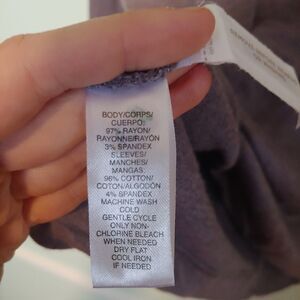 BODY/CORPS/
CUERPO:
97% RAYON/
RAYONNE/RAYÓN
3% SPANDEX
SLEEVES/
MANCHES/
MANGAS:
96% COTTON/
COTON/ALGODÓN
4% SPANDEX
MACHINE WASH
COLD
GENTLE CYCLE
ONLY NON-
CHLORINE BLEACH
WHEN NEEDED
DRY FLAT
COOL IRON
IF NEEDED